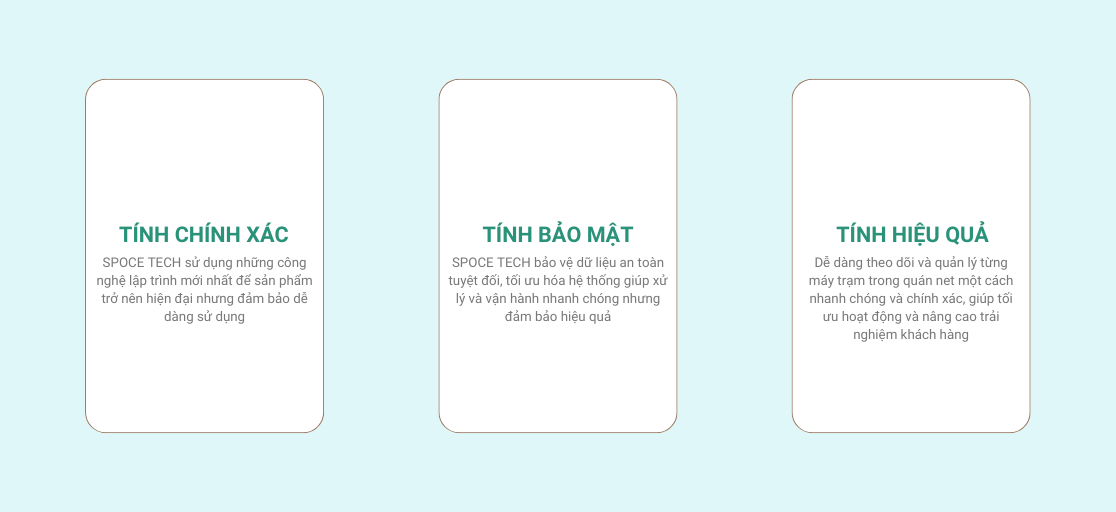 TÍNH CHÍNH XÁC
SPOCE TECH sử dụng những công
nghệ lập trình mới nhất để sản phẩm
trở nên hiện đại nhưng đảm bảo dễ
dàng sử dụng
TÍNH BẢO MẬT
SPOCE TECH bảo vệ dữ liệu an toàn
tuyệt đối, tối ưu hóa hệ thống giúp xử
lý và vận hành nhanh chóng nhưng
đảm bảo hiệu quả
TÍNH HIỆU QUẢ
Dễ dàng theo dõi và quản lý từng
máy trạm trong quán net một cách
nhanh chóng và chính xác, giúp tối
ưu hoạt động và nâng cao trải
nghiệm khách hàng